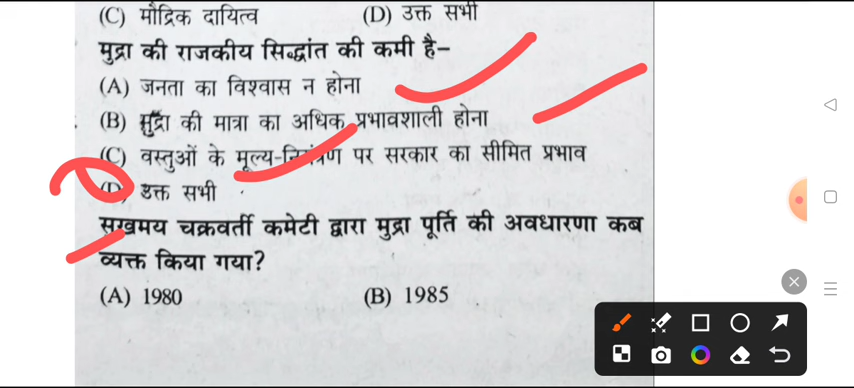 (C) मौद्रिक दायित्व (D) उक्त सभी
मुद्रा की राजकीय सिद्धांत की कमी है–
(A) जनता का विश्वास न होना
(B) मुद्रा की मात्रा का अधिक प्रभावशाली होना
(C) वस्तुओं के मूल्य-नियंत्रण पर सरकार का सीमित प्रभाव
(D) उक्त सभी
सुखमय चक्रवर्ती कमेटी द्वारा मुद्रा पूर्ति की अवधारणा कब
व्यक्त किया गया?
(A) 1980 (B) 1985